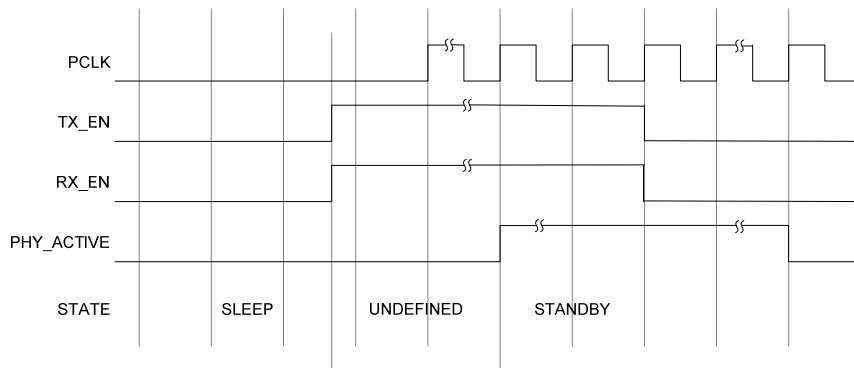 PCLK
TX_EN
RX_EN
PHY_ACTIVE
STATE SLEEP UNDEFINED STANDBY